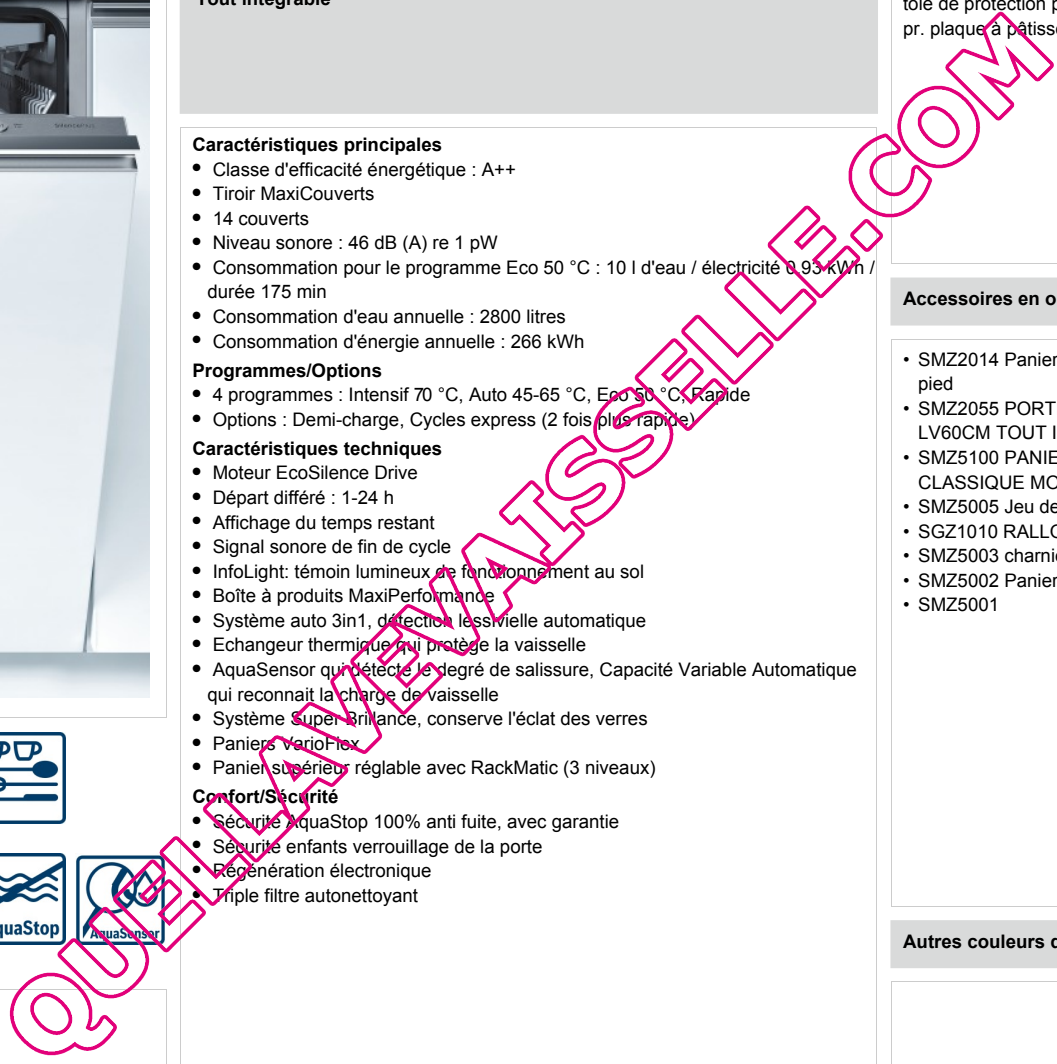 Tout intégrable
Caractéristiques principales
• Classe d'efficacité énergétique : A++
• Tiroir MaxiCouverts
• 14 couverts
• Niveau sonore : 46 dB (A) re 1 pW
• Consommation pour le programme Eco 50 °C : 10 l d'eau / électricité 0.93 kWh /
durée 175 min
• Consommation d'eau annuelle : 2800 litres
• Consommation d'énergie annuelle : 266 kWh
Programmes/Options
• 4 programmes : Intensif 70 °C, Auto 45-65 °C, Eco 50 °C, Rapide
• Options : Demi-charge, Cycles express (2 fois plus rapide)
Caractéristiques techniques
• Moteur EcoSilence Drive
• Départ différé : 1-24 h
• Affichage du temps restant
• Signal sonore de fin de cycle
• InfoLight: témoin lumineux de fonctionnement au sol
• Boîte à produits MaxiPerformance
• Système auto 3in1, détection lessivielle automatique
• Echangeur thermique qui protège la vaisselle
• AquaSensor qui détecte le degré de salissure, Capacité Variable Automatique
qui reconnait la charge de vaisselle
• Système Super Brillance, conserve l'éclat des verres
• Paniers VarioFlex
• Panier supérieur réglable avec RackMatic (3 niveaux)
Confort/Sécurité
• Sécurité AquaStop 100% anti fuite, avec garantie
• Sécurité enfants verrouillage de la porte
• Régénération électronique
• Triple filtre autonettoyant
quaStop
AquaSensor
tôle de protection p
pr. plaque à pâtisse
Accessoires en o
• SMZ2014 Panier
pied
• SMZ2055 PORT
LV60CM TOUT I
• SMZ5100 PANIE
CLASSIQUE MO
• SMZ5005 Jeu de
• SGZ1010 RALLO
• SMZ5003 charniè
• SMZ5002 Panier
• SMZ5001
Autres couleurs d
QUELLAVEVAISSELLE.COM